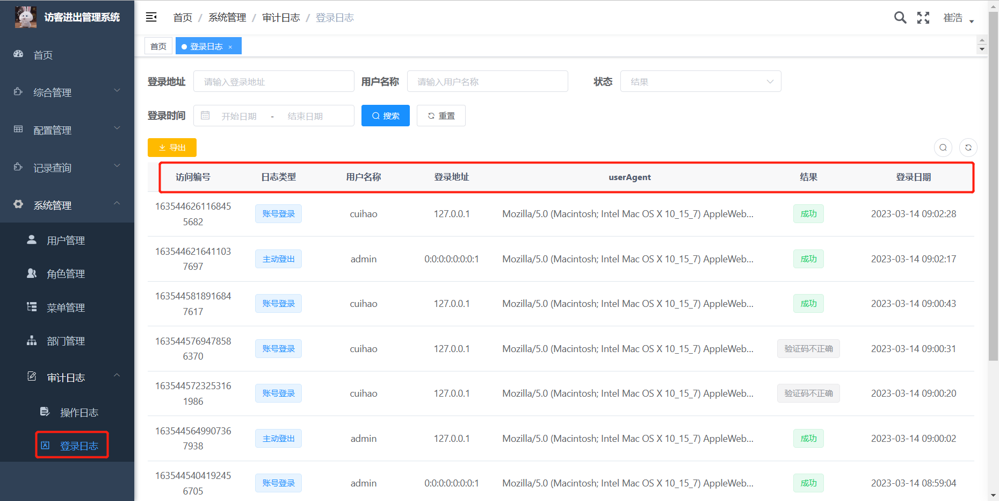 访客进出管理系统
首页
综合管理
配置管理
记录查询
系统管理
用户管理
角色管理
菜单管理
部门管理
审计日志
操作日志
登录日志
首页 / 系统管理 / 审计日志 / 登录日志
崔浩
首页
登录日志 ×
登录地址 请输入登录地址 用户名称 请输入用户名称 状态 结果
登录时间 开始日期 - 结束日期 搜索 重置
导出
访问编号 日志类型 用户名称 登录地址 userAgent 结果 登录日期
163544626116845
5682 账号登录 cuihao 127.0.0.1 Mozilla/5.0 (Macintosh; Intel Mac OS X 10_15_7) AppleWeb... 成功 2023-03-14 09:02:28
163544621641103
7697 主动登出 admin 0:0:0:0:0:0:0:1 Mozilla/5.0 (Macintosh; Intel Mac OS X 10_15_7) AppleWeb... 成功 2023-03-14 09:02:17
163544581891684
7617 账号登录 cuihao 127.0.0.1 Mozilla/5.0 (Macintosh; Intel Mac OS X 10_15_7) AppleWeb... 成功 2023-03-14 09:00:43
163544576947858
6370 账号登录 cuihao 127.0.0.1 Mozilla/5.0 (Macintosh; Intel Mac OS X 10_15_7) AppleWeb... 验证码不正确 2023-03-14 09:00:31
163544572325316
1986 账号登录 cuihao 127.0.0.1 Mozilla/5.0 (Macintosh; Intel Mac OS X 10_15_7) AppleWeb... 验证码不正确 2023-03-14 09:00:20
163544564990736
7938 主动登出 admin 127.0.0.1 Mozilla/5.0 (Macintosh; Intel Mac OS X 10_15_7) AppleWeb... 成功 2023-03-14 09:00:02
163544540419245
6705 账号登录 admin 0:0:0:0:0:0:0:1 Mozilla/5.0 (Macintosh; Intel Mac OS X 10_15_7) AppleWeb... 成功 2023-03-14 08:59:04